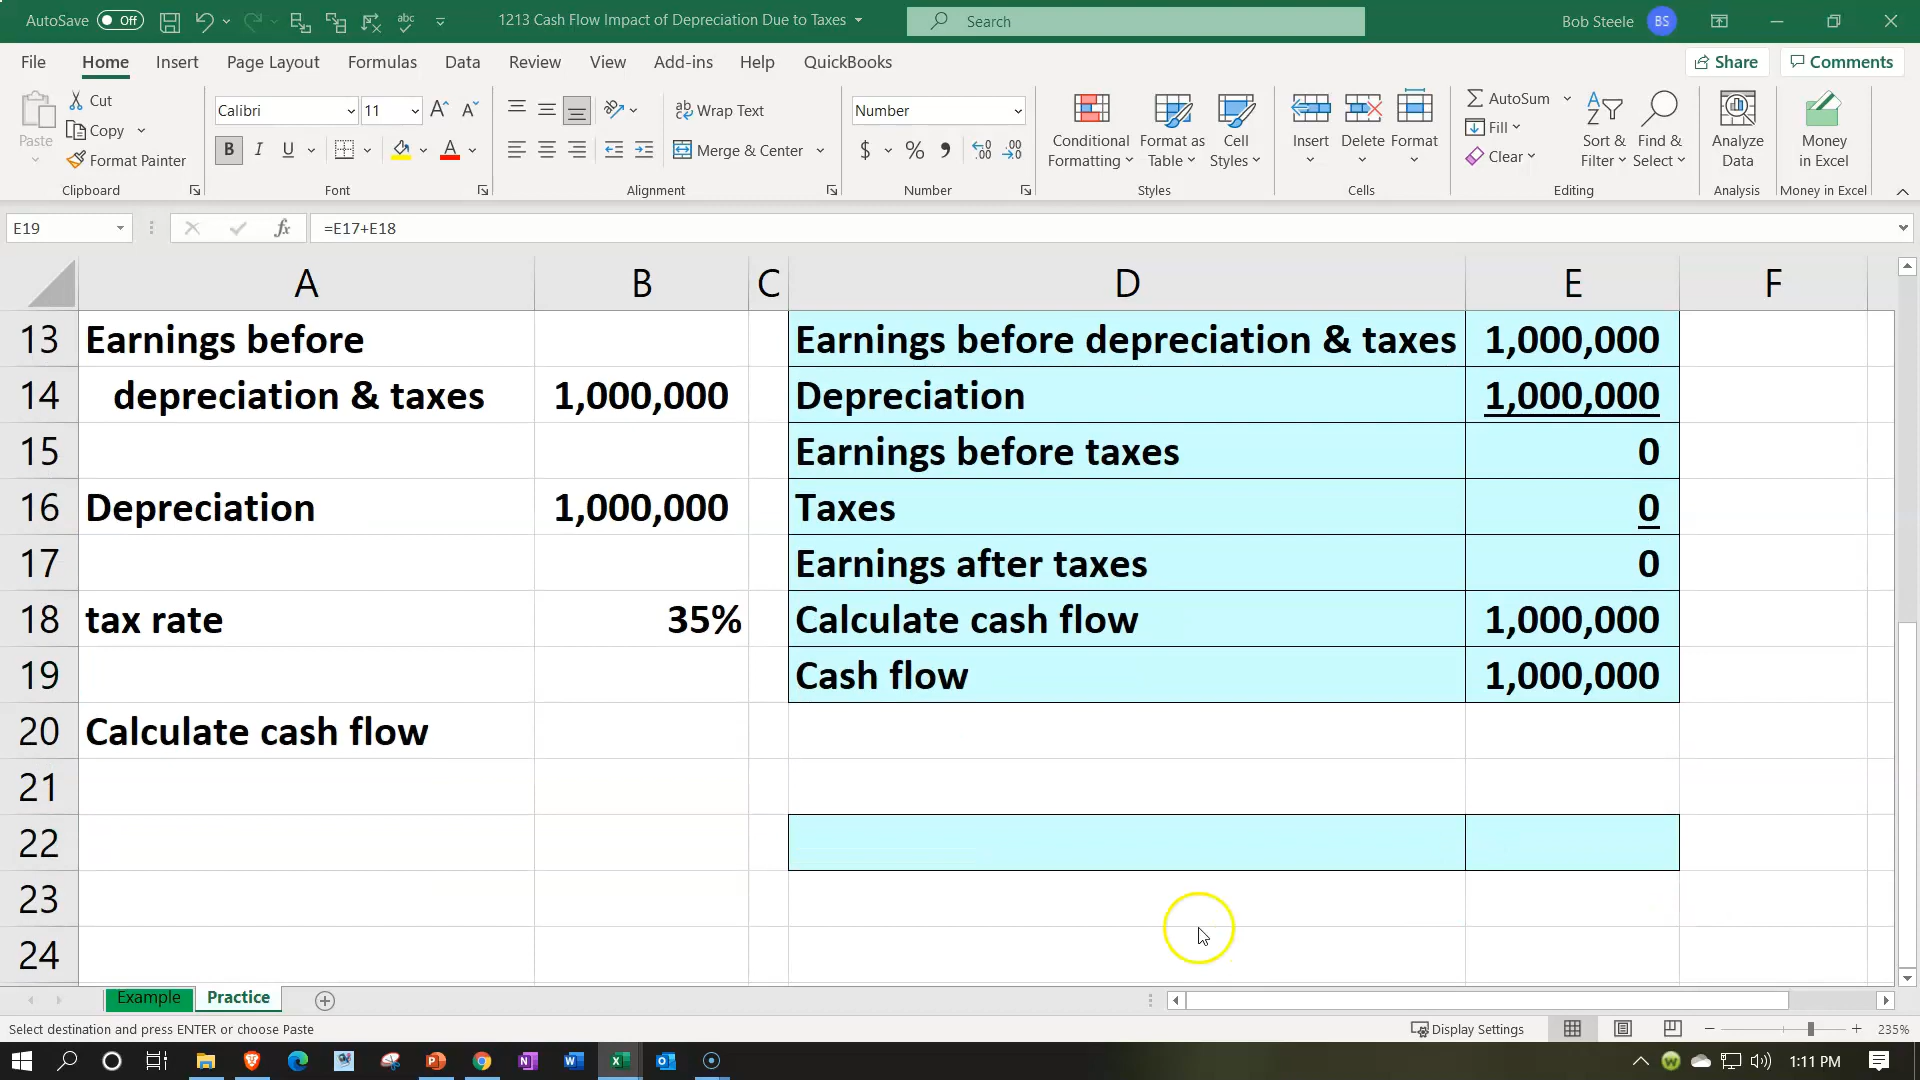 AutoSave Off 1213 Cash Flow Impact of Depreciation Due to Taxes Search Bob Steele BS
File Home Insert Page Layout Formulas Data Review View Add-ins Help QuickBooks Share Comments
Paste Cut Copy Format Painter
Calibri 11 B I U A
ab Wrap Text Merge & Center
Number $ % ,
Conditional Formatting Format as Table Cell Styles
Insert Delete Format
AutoSum Fill Clear Sort & Filter Find & Select
Analyze Data Money in Excel
Clipboard Font Alignment Number Styles Cells Editing Analysis Money in Excel
E19 fx =E17+E18
A B C D E F
13 Earnings before Earnings before depreciation & taxes 1,000,000
14 depreciation & taxes 1,000,000 Depreciation 1,000,000
15 Earnings before taxes 0
16 Depreciation 1,000,000 Taxes 0
17 Earnings after taxes 0
18 tax rate 35% Calculate cash flow 1,000,000
19 Cash flow 1,000,000
20 Calculate cash flow
21
22
23
24
Example Practice
Select destination and press ENTER or choose Paste Display Settings 235%
1:11 PM